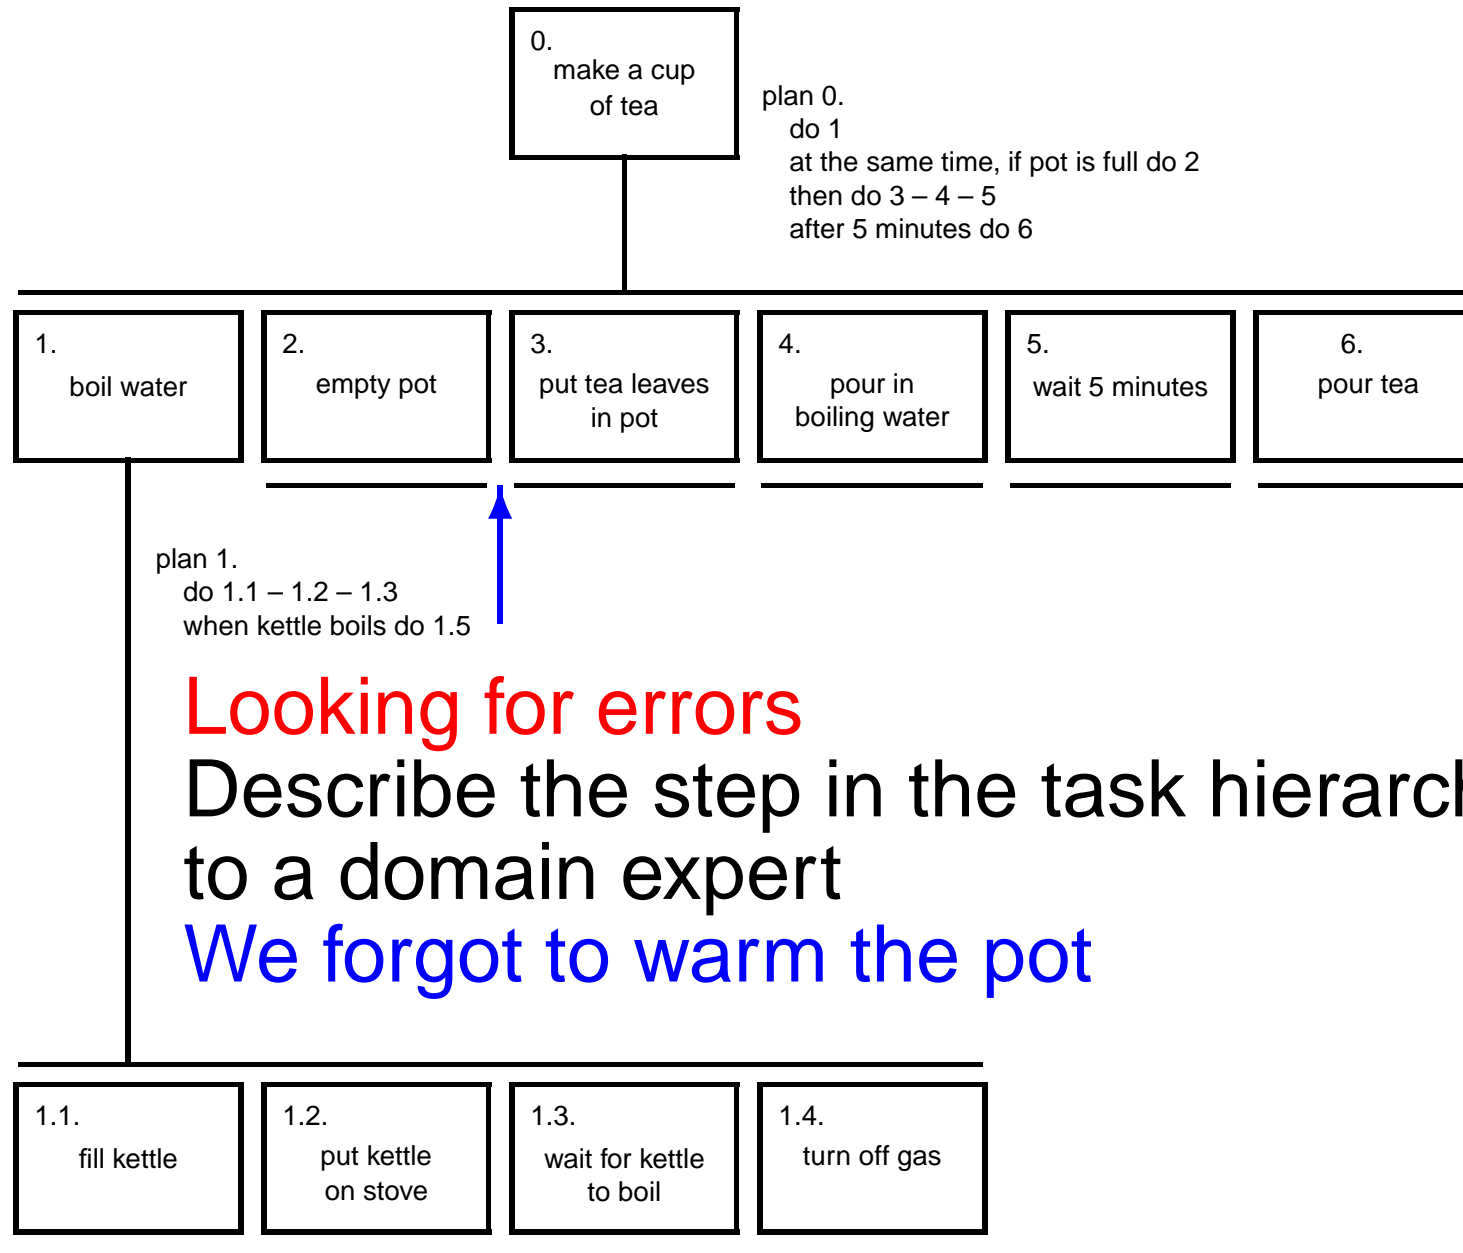 0.
make a cup
of tea
plan 0.
do 1
at the same time, if pot is full do 2
then do 3 – 4 – 5
after 5 minutes do 6
1.
boil water
2.
empty pot
3.
put tea leaves
in pot
4.
pour in
boiling water
5.
wait 5 minutes
6.
pour tea
plan 1.
do 1.1 – 1.2 – 1.3
when kettle boils do 1.5
Looking for errors
Describe the step in the task hierarch
to a domain expert
We forgot to warm the pot
1.1.
fill kettle
1.2.
put kettle
on stove
1.3.
wait for kettle
to boil
1.4.
turn off gas